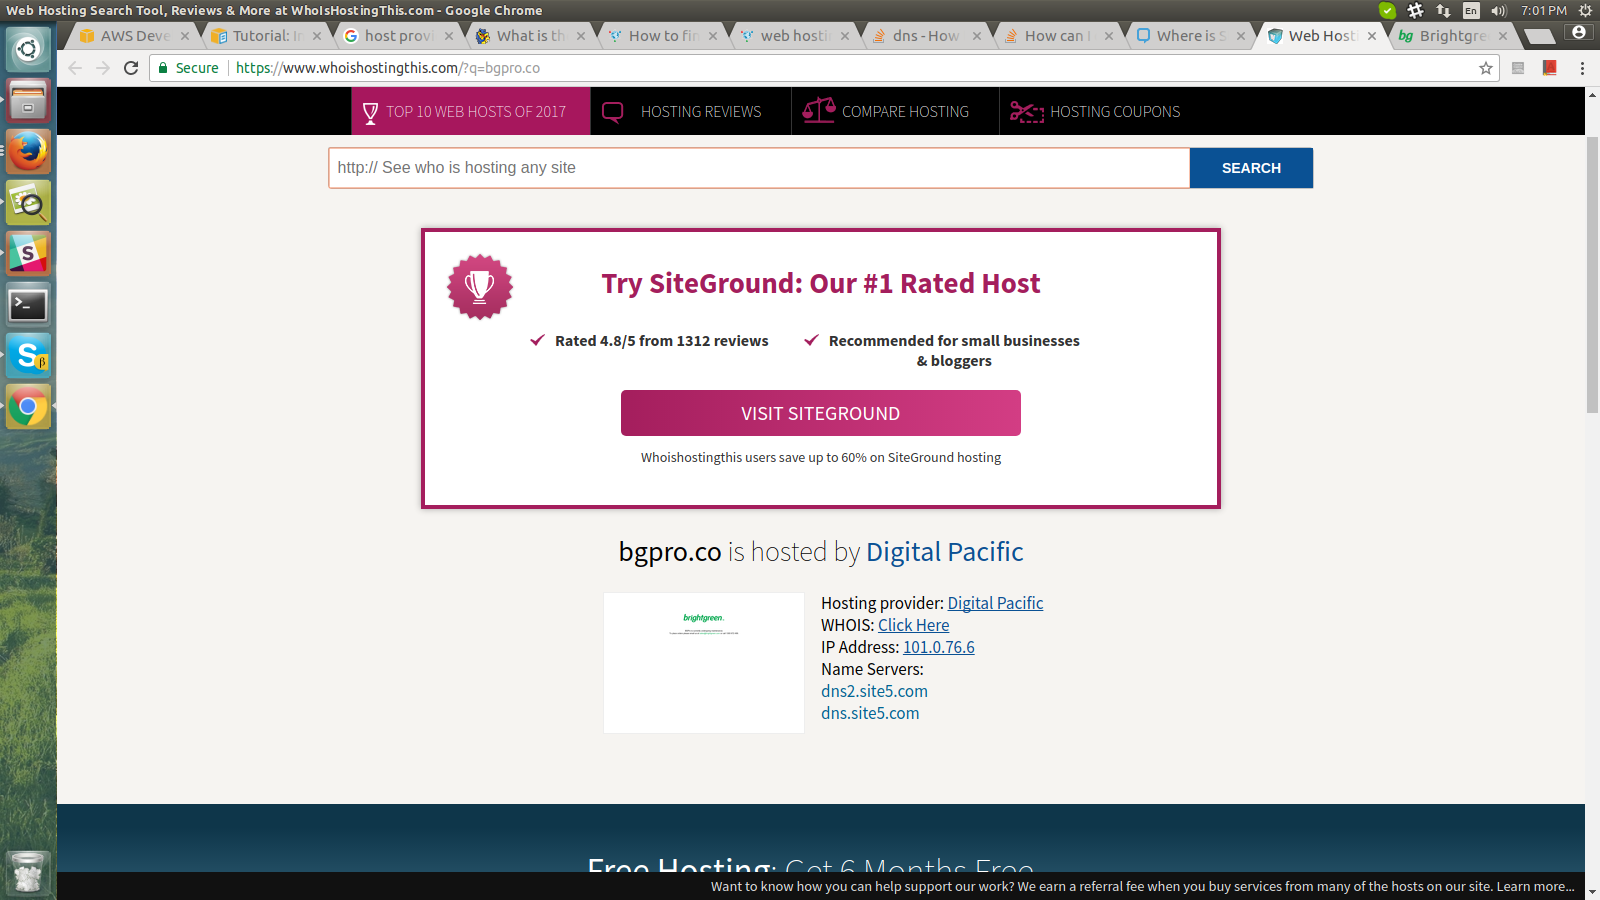 Web Hosting Search Tool, Reviews & More at WhoIsHostingThis.com - Google Chrome
En
7:01 PM
AWS Deve
Tutorial: I
host provi
What is th
How to fin
web hosti
dns - How
How can I
Where is S
Web Host
bg Brightgre
Secure
https://www.whoishostingthis.com/?q=bgpro.co
TOP 10 WEB HOSTS OF 2017
HOSTING REVIEWS
COMPARE HOSTING
HOSTING COUPONS
http:// See who is hosting any site
SEARCH
Try SiteGround: Our #1 Rated Host
Rated 4.8/5 from 1312 reviews
Recommended for small businesses
& bloggers
VISIT SITEGROUND
Whoishostingthis users save up to 60% on SiteGround hosting
bgpro.co is hosted by Digital Pacific
brightgreen.
Hosting provider: Digital Pacific
WHOIS: Click Here
IP Address: 101.0.76.6
Name Servers:
dns2.site5.com
dns.site5.com
Free Hosting: Get 6 Months Free
Want to know how you can help support our work? We earn a referral fee when you buy services from many of the hosts on our site. Learn more...